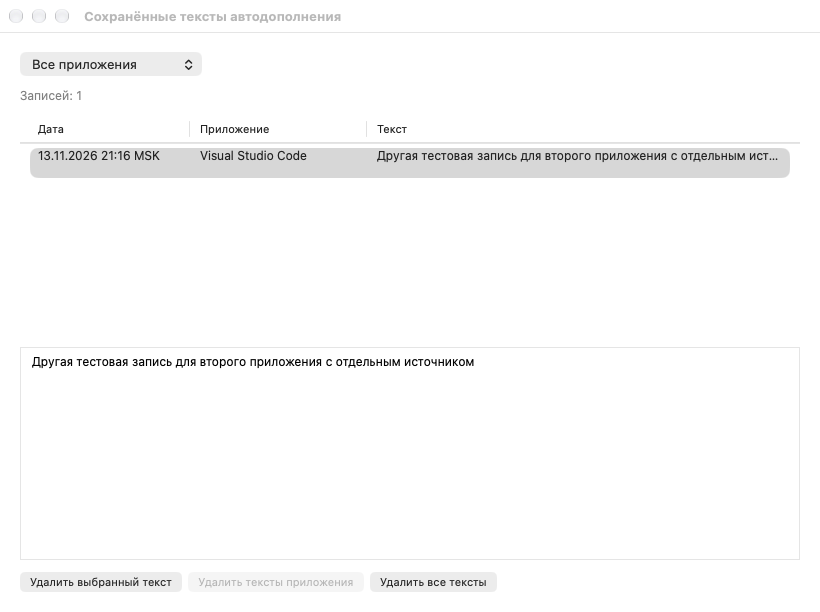 Сохранённые тексты автодополнения
Все приложения
Записей: 1
Дата Приложение Текст
13.11.2026 21:16 MSK Visual Studio Code Другая тестовая запись для второго приложения с отдельным ист...
Другая тестовая запись для второго приложения с отдельным источником
Удалить выбранный текст Удалить тексты приложения Удалить все тексты